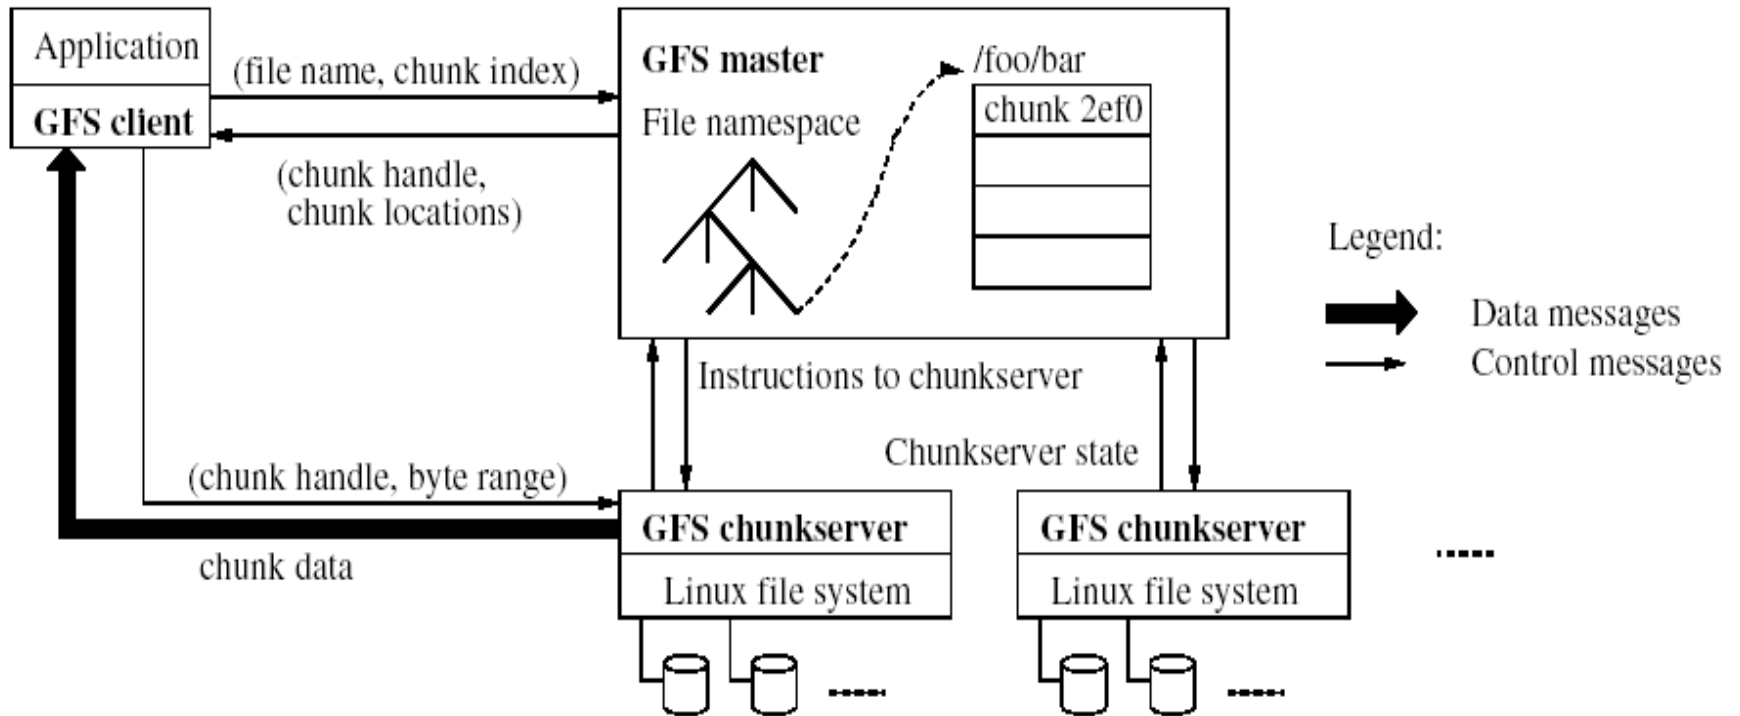 Application
GFS client
(file name, chunk index)
(chunk handle,
chunk locations)
GFS master
File namespace
/foo/bar
chunk 2ef0
Legend:
Data messages
Control messages
Instructions to chunkserver
Chunkserver state
(chunk handle, byte range)
chunk data
GFS chunkserver
Linux file system
GFS chunkserver
Linux file system